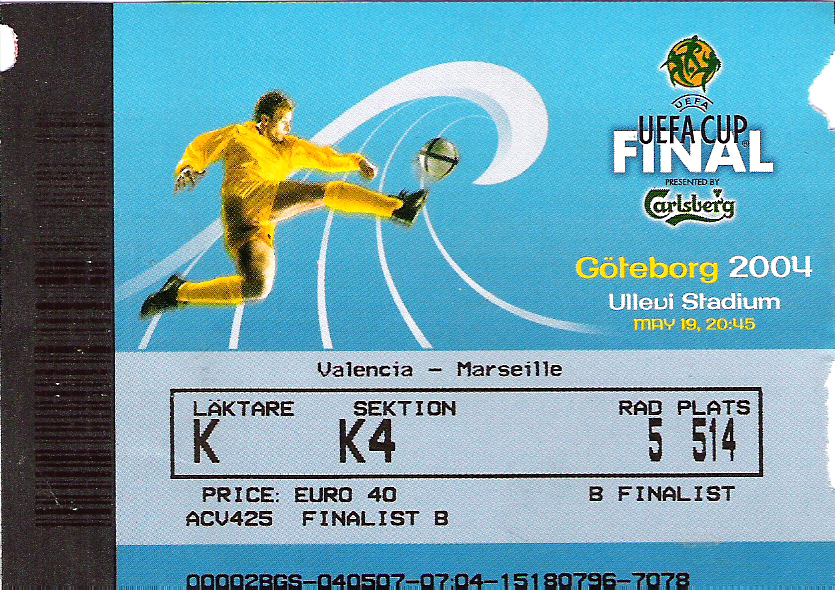 UEFA
UEFA CUP
FINAL
PRESENTED BY
Carlsberg
Göteborg 2004
Ullevi Stadium
MAY 19, 20:45
Valencia – Marseille
LÄKTARE SEKTION RAD PLATS
K K4 5 514
PRICE: EURO 40 B FINALIST
ACV425 FINALIST B
00002BGS–040507–07:04–15180796–7078